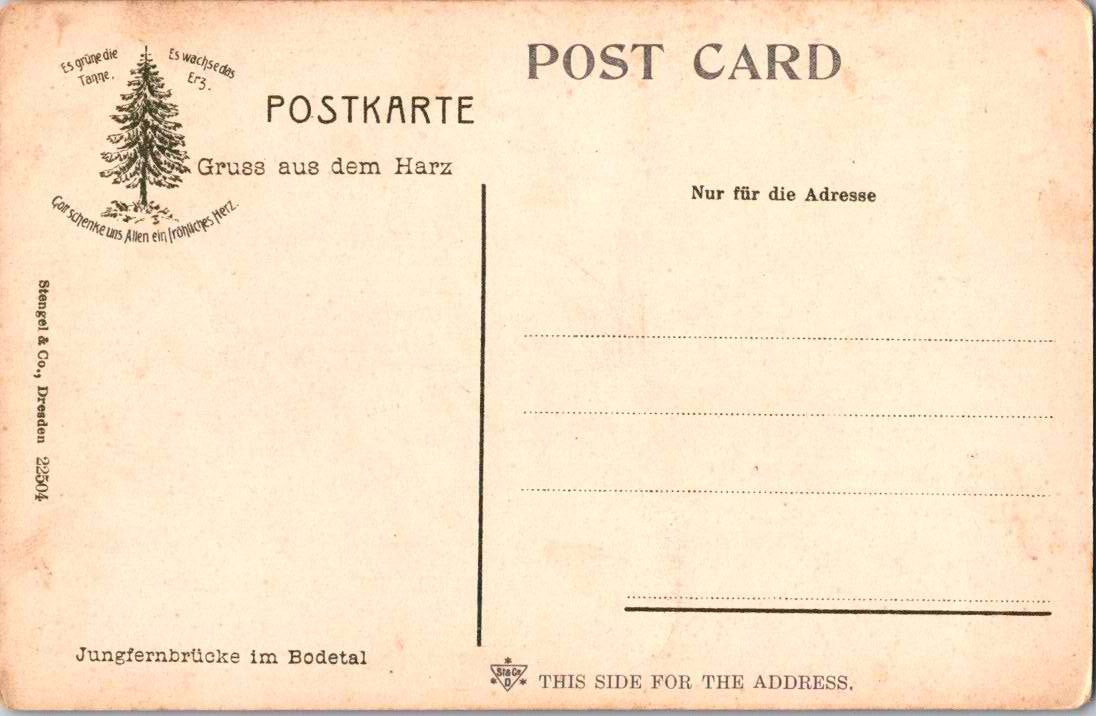 Es grüne die
Tanne.
Es wachse das
Erz.
Gott schenke uns Allen ein fröhliches Herz.
POSTKARTE
Gruss aus dem Harz
POST CARD
Nur für die Adresse
Stengel & Co., Dresden 22504
Jungfernbrücke im Bodetal
St&Co
D
THIS SIDE FOR THE ADDRESS.